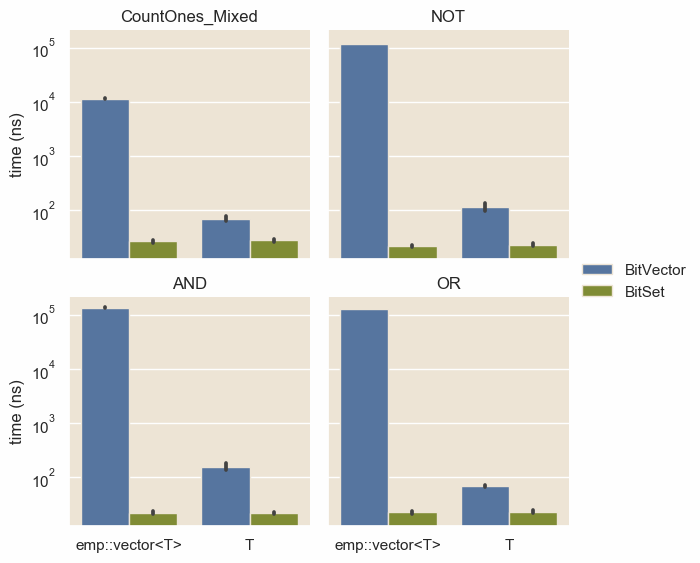 CountOnes_Mixed
NOT
time (ns)
10^5
10^4
10^3
10^2
AND
OR
time (ns)
10^5
10^4
10^3
10^2
emp::vector<T>
T
emp::vector<T>
T
BitVector
BitSet